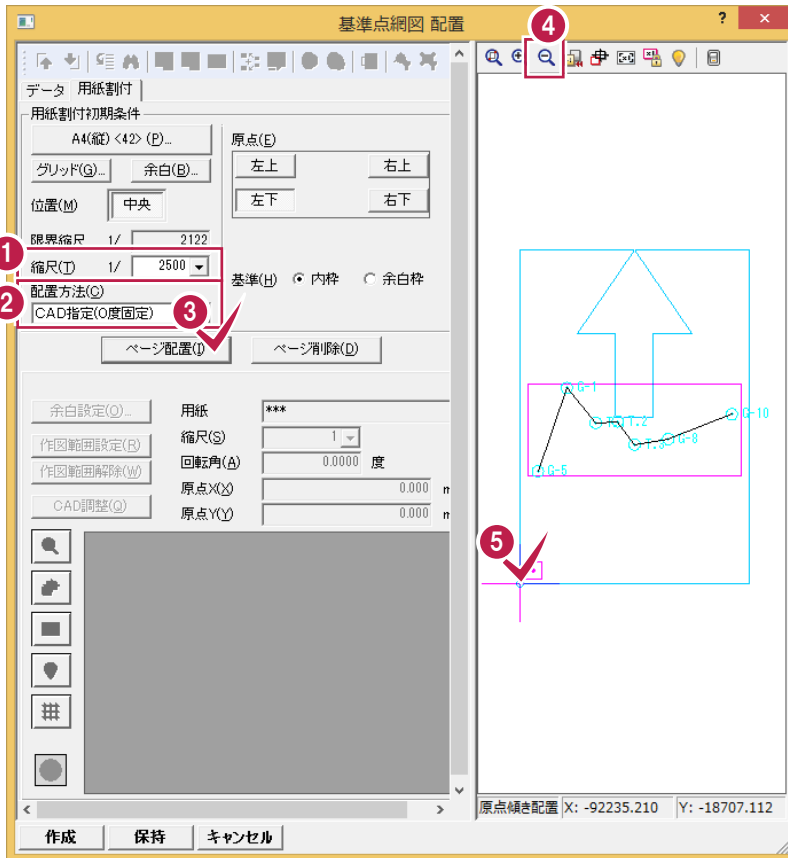 基準点網図 配置
? ×
4
データ 用紙割付
用紙割付初期条件
A4(縦) <42> (P)...
グリッド(G)... 余白(B)...
位置(M) 中央
限界縮尺 1/ 2122
1
縮尺(T) 1/ 2500
2
配置方法(C)
CAD指定(0度固定)
3
原点(E)
左上 右上
左下 右下
基準(H) 内枠 余白枠
ページ配置(I) ページ削除(D)
余白設定(O)...
作図範囲設定(R)
作図範囲解除(W)
CAD調整(Q)
用紙 ***
縮尺(S) 1
回転角(A) 0.0000 度
原点X(X) 0.000 m
原点Y(Y) 0.000 m
G-1
T.2
G-10
T.3
G-8
G-5
5
原点傾き配置 X: -92235.210 Y: -18707.112
作成 保持 キャンセル